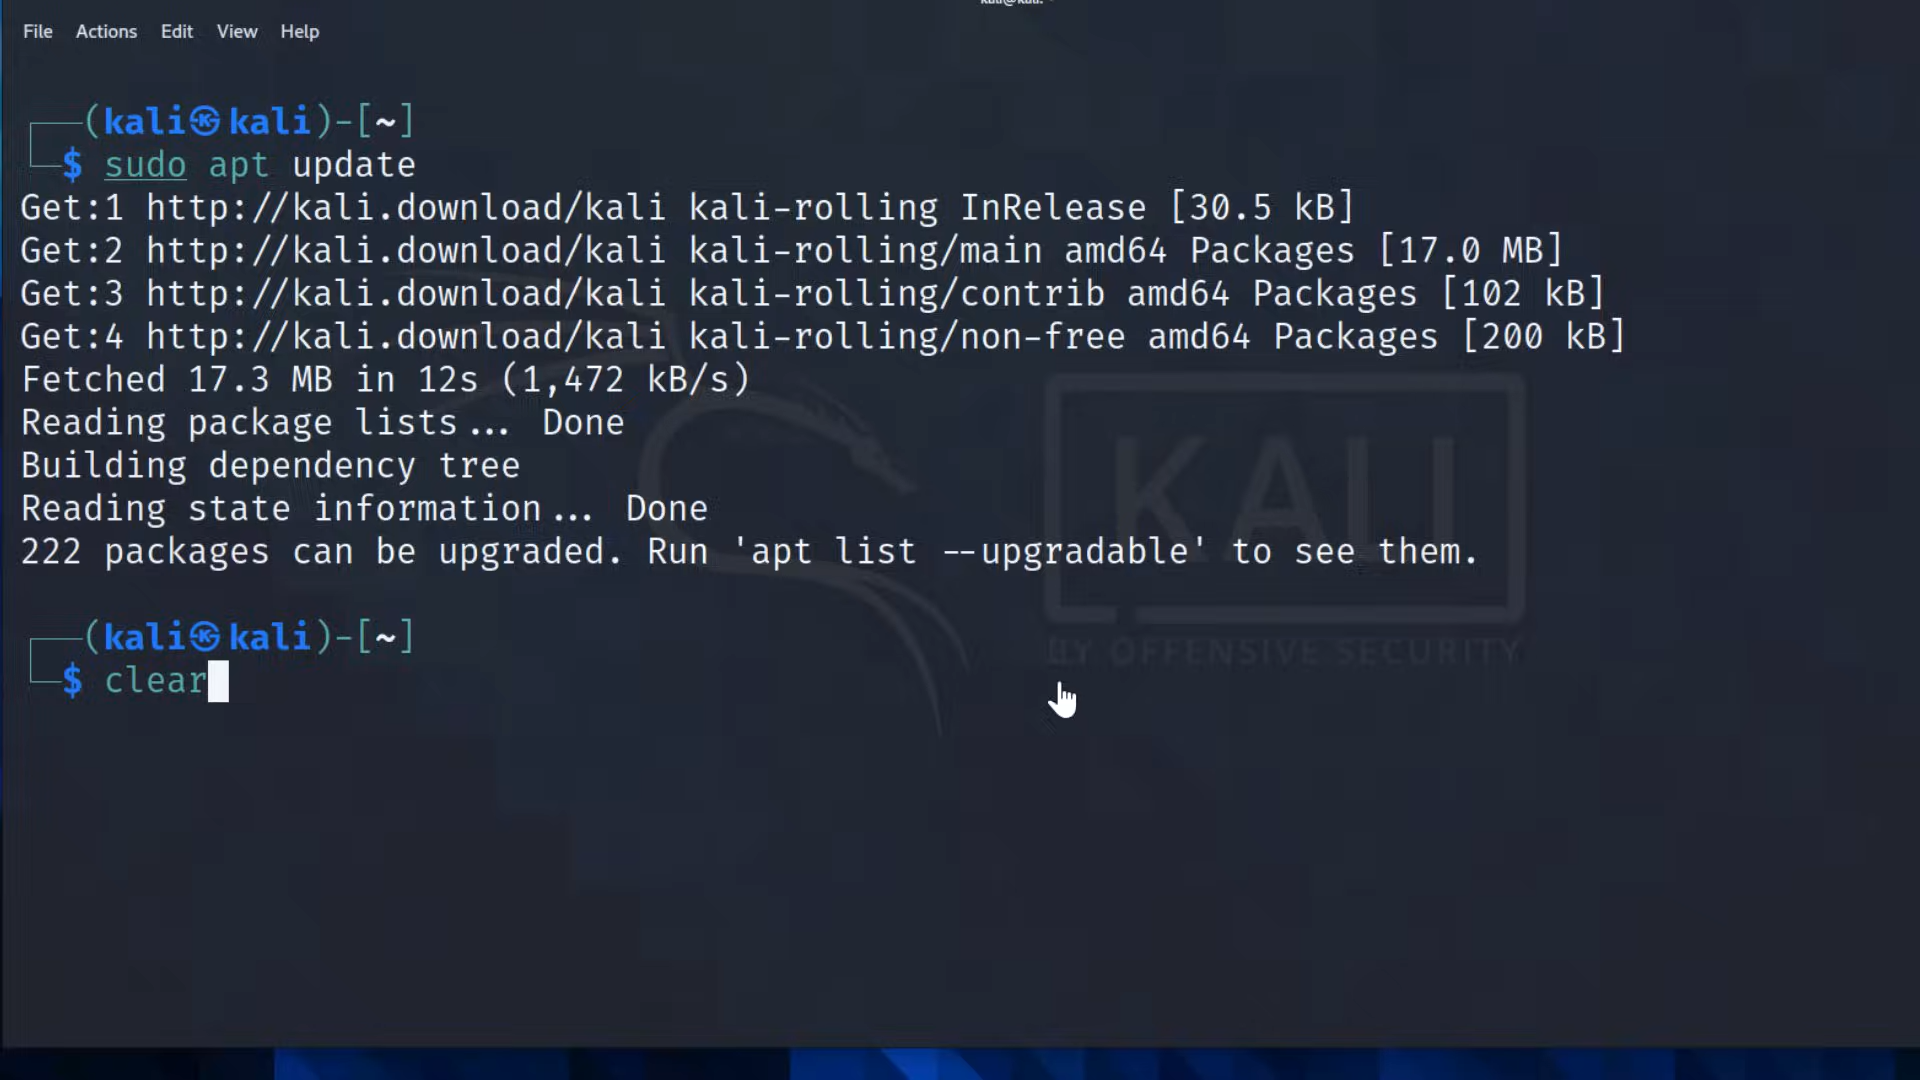 kali@kali: ~
File Actions Edit View Help
(kali㉿kali)-[~]
$ sudo apt update
Get:1 http://kali.download/kali kali-rolling InRelease [30.5 kB]
Get:2 http://kali.download/kali kali-rolling/main amd64 Packages [17.0 MB]
Get:3 http://kali.download/kali kali-rolling/contrib amd64 Packages [102 kB]
Get:4 http://kali.download/kali kali-rolling/non-free amd64 Packages [200 kB]
Fetched 17.3 MB in 12s (1,472 kB/s)
Reading package lists... Done
Building dependency tree
Reading state information... Done
222 packages can be upgraded. Run 'apt list --upgradable' to see them.
(kali㉿kali)-[~]
$ clear
KALI
BY OFFENSIVE SECURITY